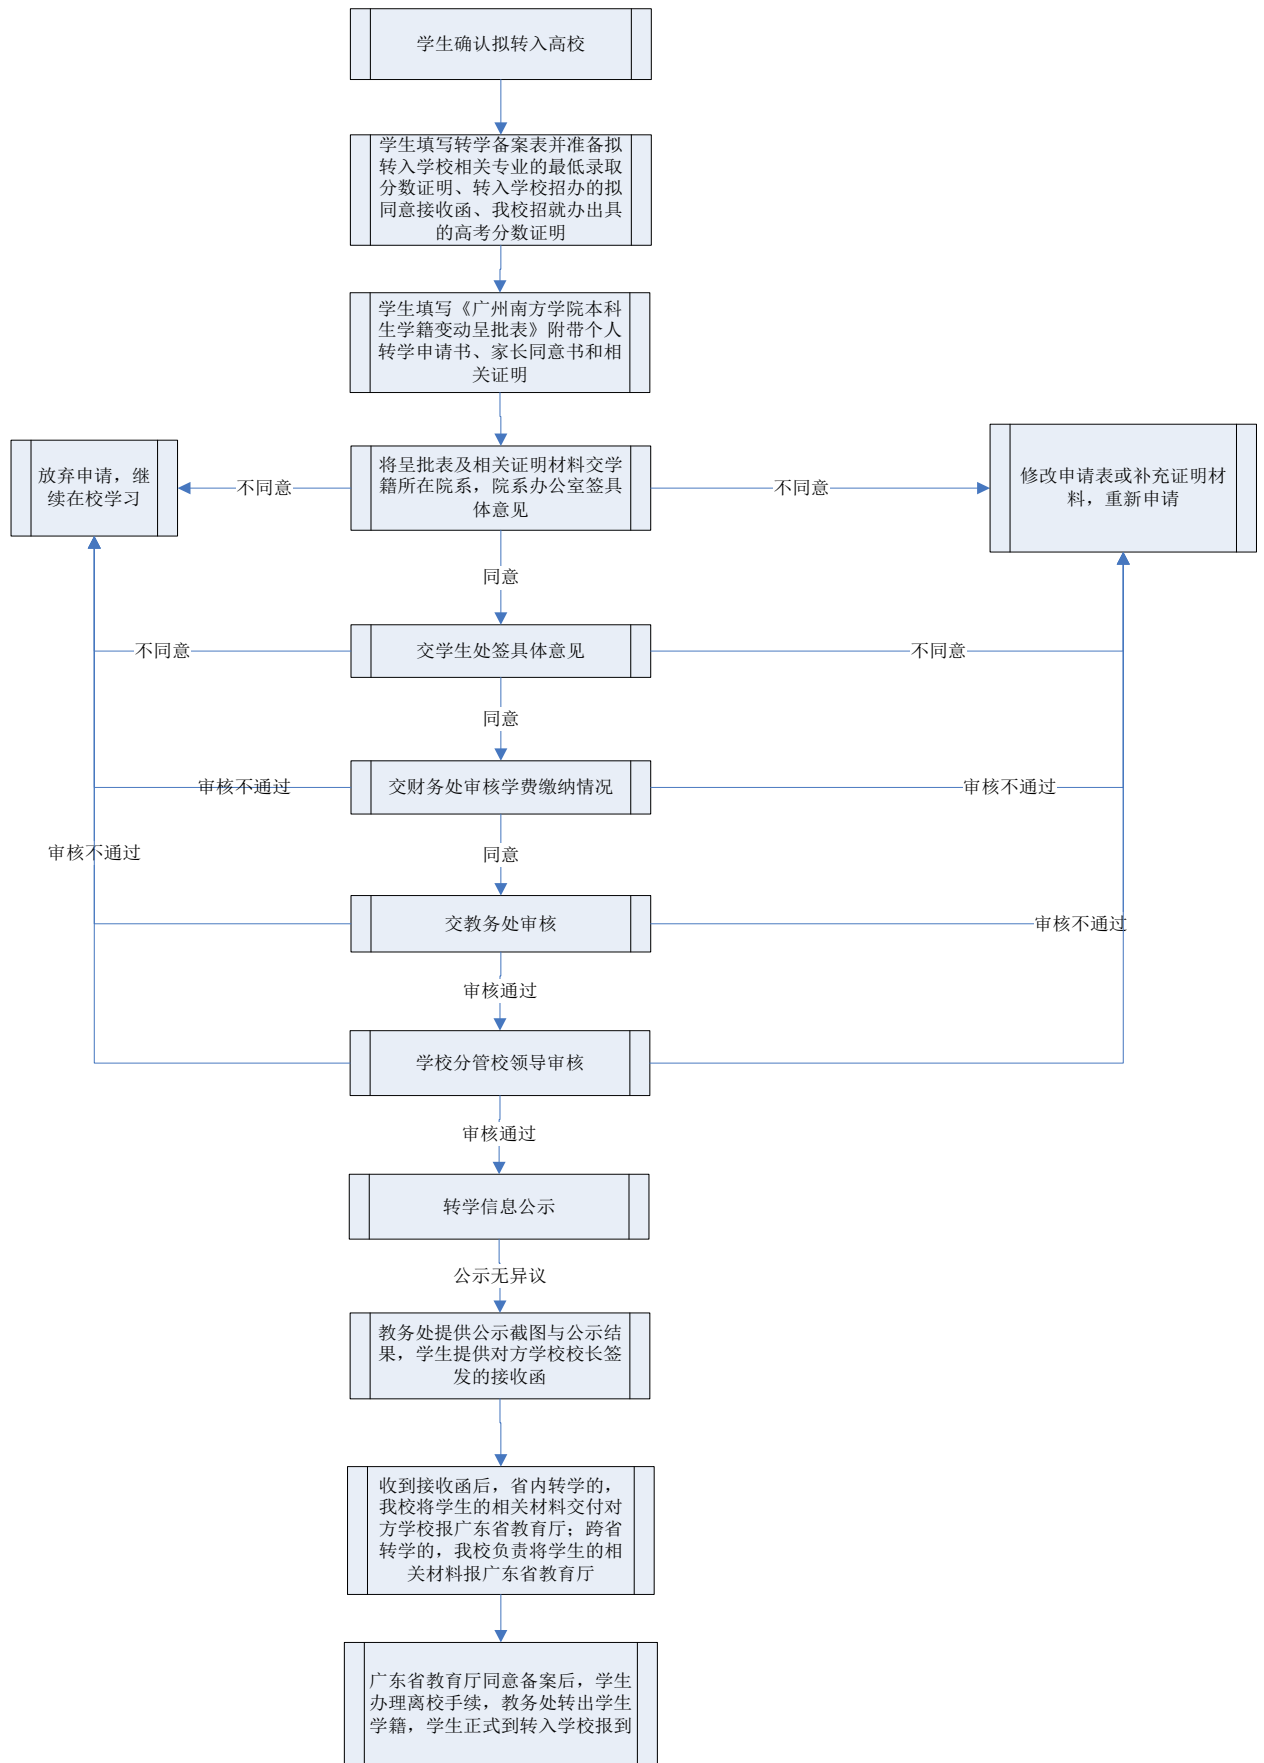 学生确认拟转入高校
学生填写转学备案表并准备拟
转入学校相关专业的最低录取
分数证明、转入学校招办的拟
同意接收函、我校招就办出具
的高考分数证明
学生填写《广州南方学院本科
生学籍变动呈批表》附带个人
转学申请书、家长同意书和相
关证明
放弃申请，继
续在校学习
不同意
将呈批表及相关证明材料交学
籍所在院系，院系办公室签具
体意见
不同意
修改申请表或补充证明材
料，重新申请
同意
不同意
交学生处签具体意见
不同意
同意
审核不通过
交财务处审核学费缴纳情况
审核不通过
审核不通过
同意
交教务处审核
审核不通过
审核通过
学校分管校领导审核
审核通过
转学信息公示
公示无异议
教务处提供公示截图与公示结
果，学生提供对方学校校长签
发的接收函
收到接收函后，省内转学的，
我校将学生的相关材料交付对
方学校报广东省教育厅；跨省
转学的，我校负责将学生的相
关材料报广东省教育厅
广东省教育厅同意备案后，学生
办理离校手续，教务处转出学生
学籍，学生正式到转入学校报到